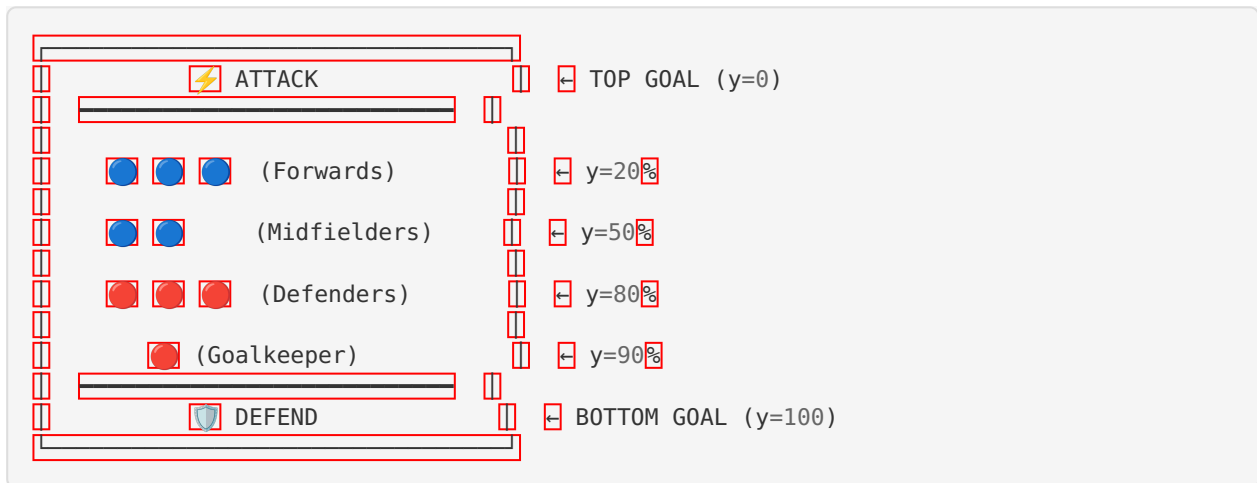 ⚡ ATTACK ← TOP GOAL (y=0)
🔵 🔵 🔵 (Forwards) ← y=20%
🔵 🔵 (Midfielders) ← y=50%
🔴 🔴 🔴 (Defenders) ← y=80%
🔴 (Goalkeeper) ← y=90%
🛡️ DEFEND ← BOTTOM GOAL (y=100)